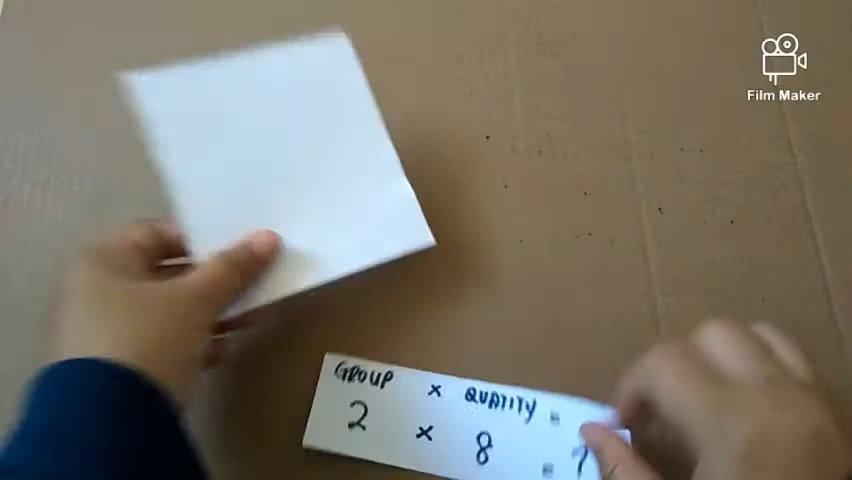 Film Maker
GROUP x QUATITY =
2 x 8 = ?